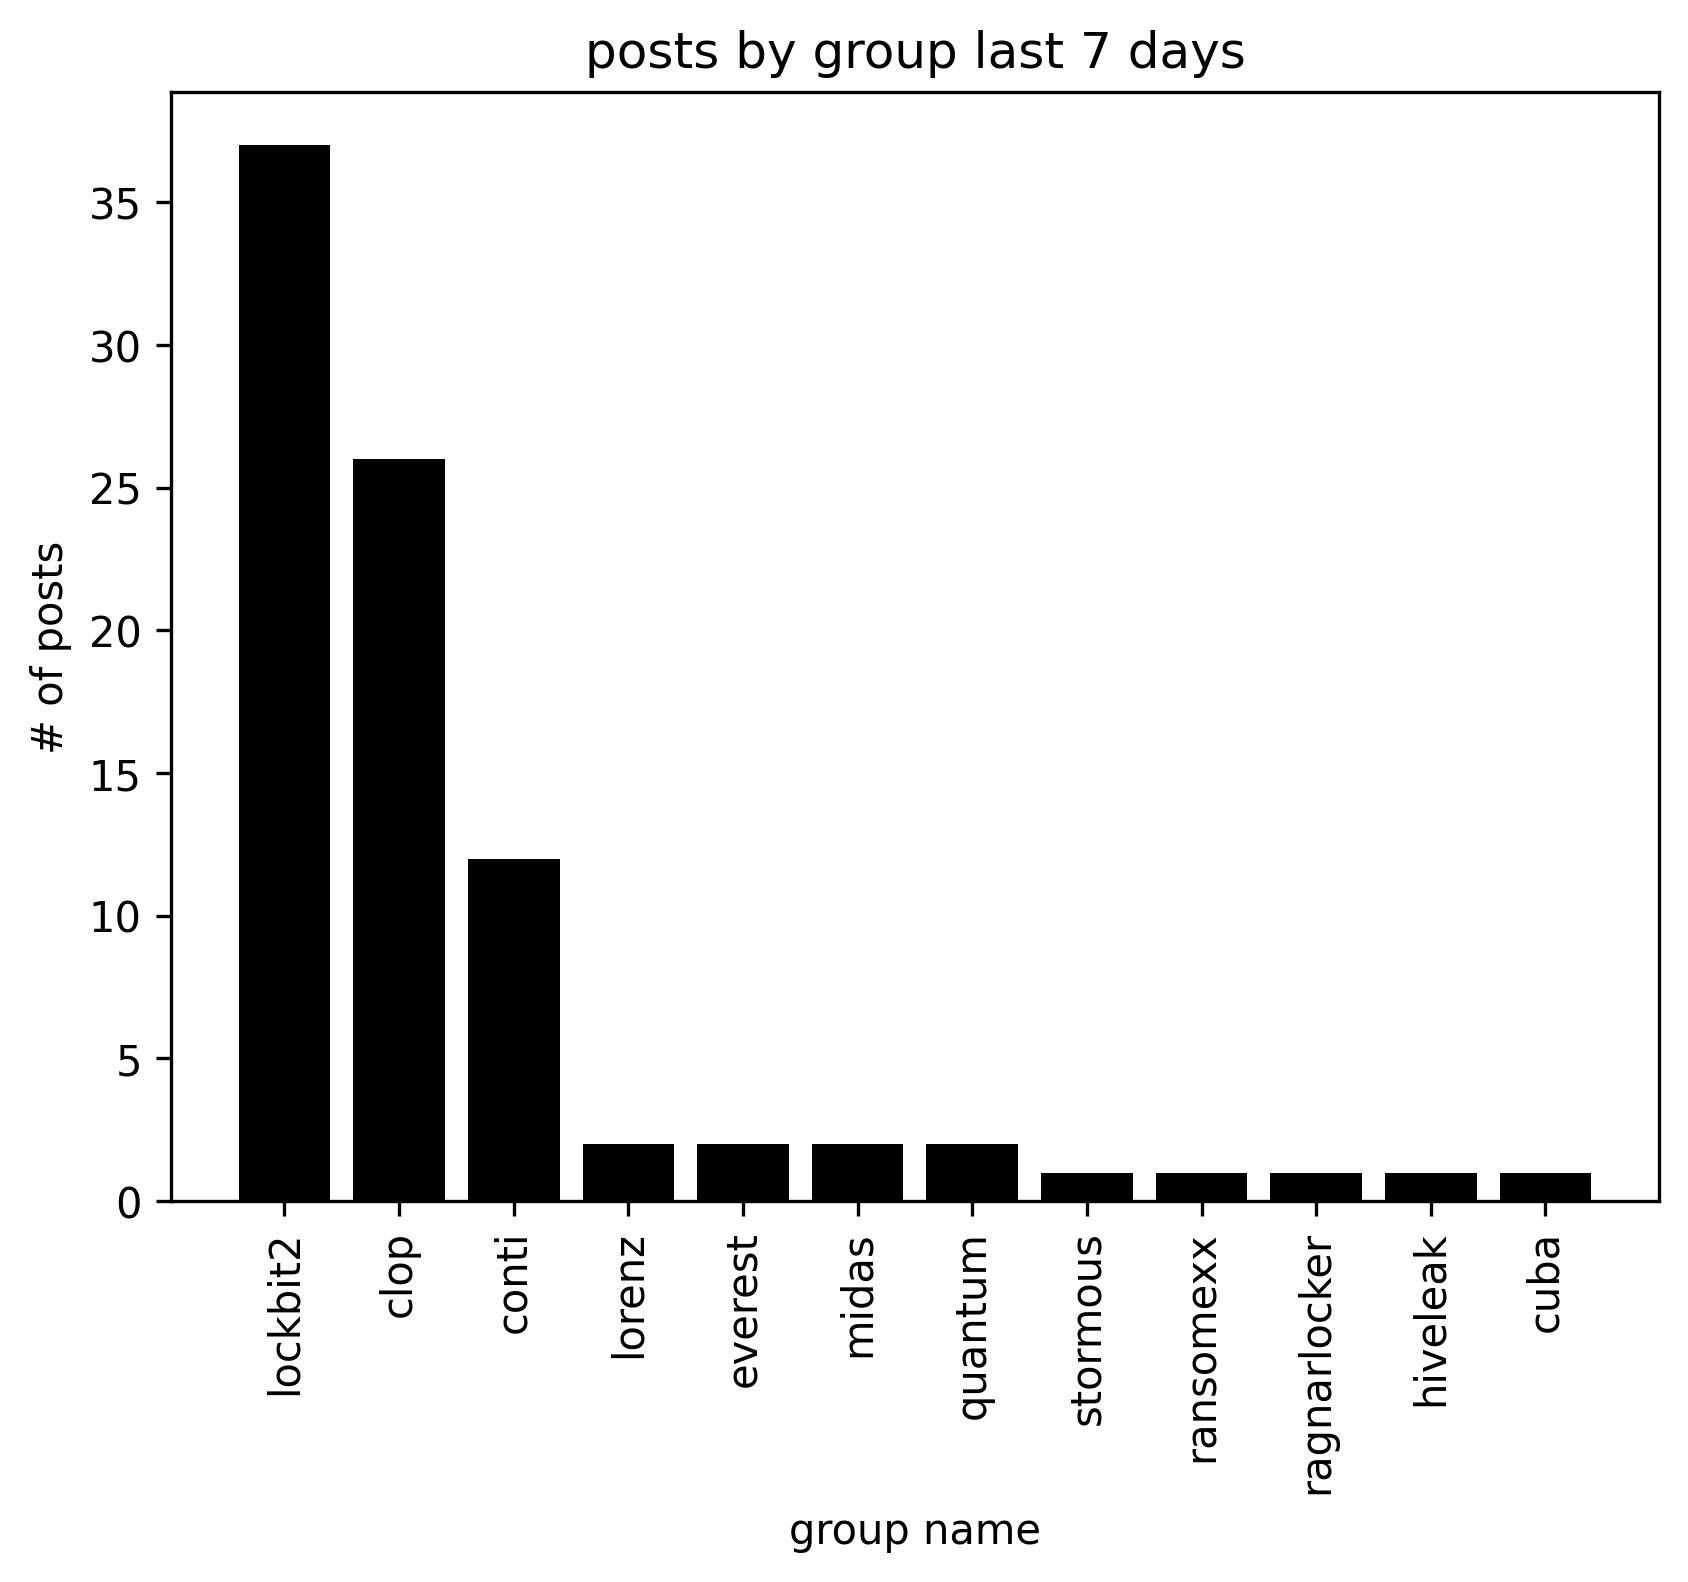 posts by group last 7 days
# of posts
35
30
25
20
15
10
5
0
lockbit2
clop
conti
lorenz
everest
midas
quantum
stormous
ransomexx
ragnarlocker
hiveleak
cuba
group name